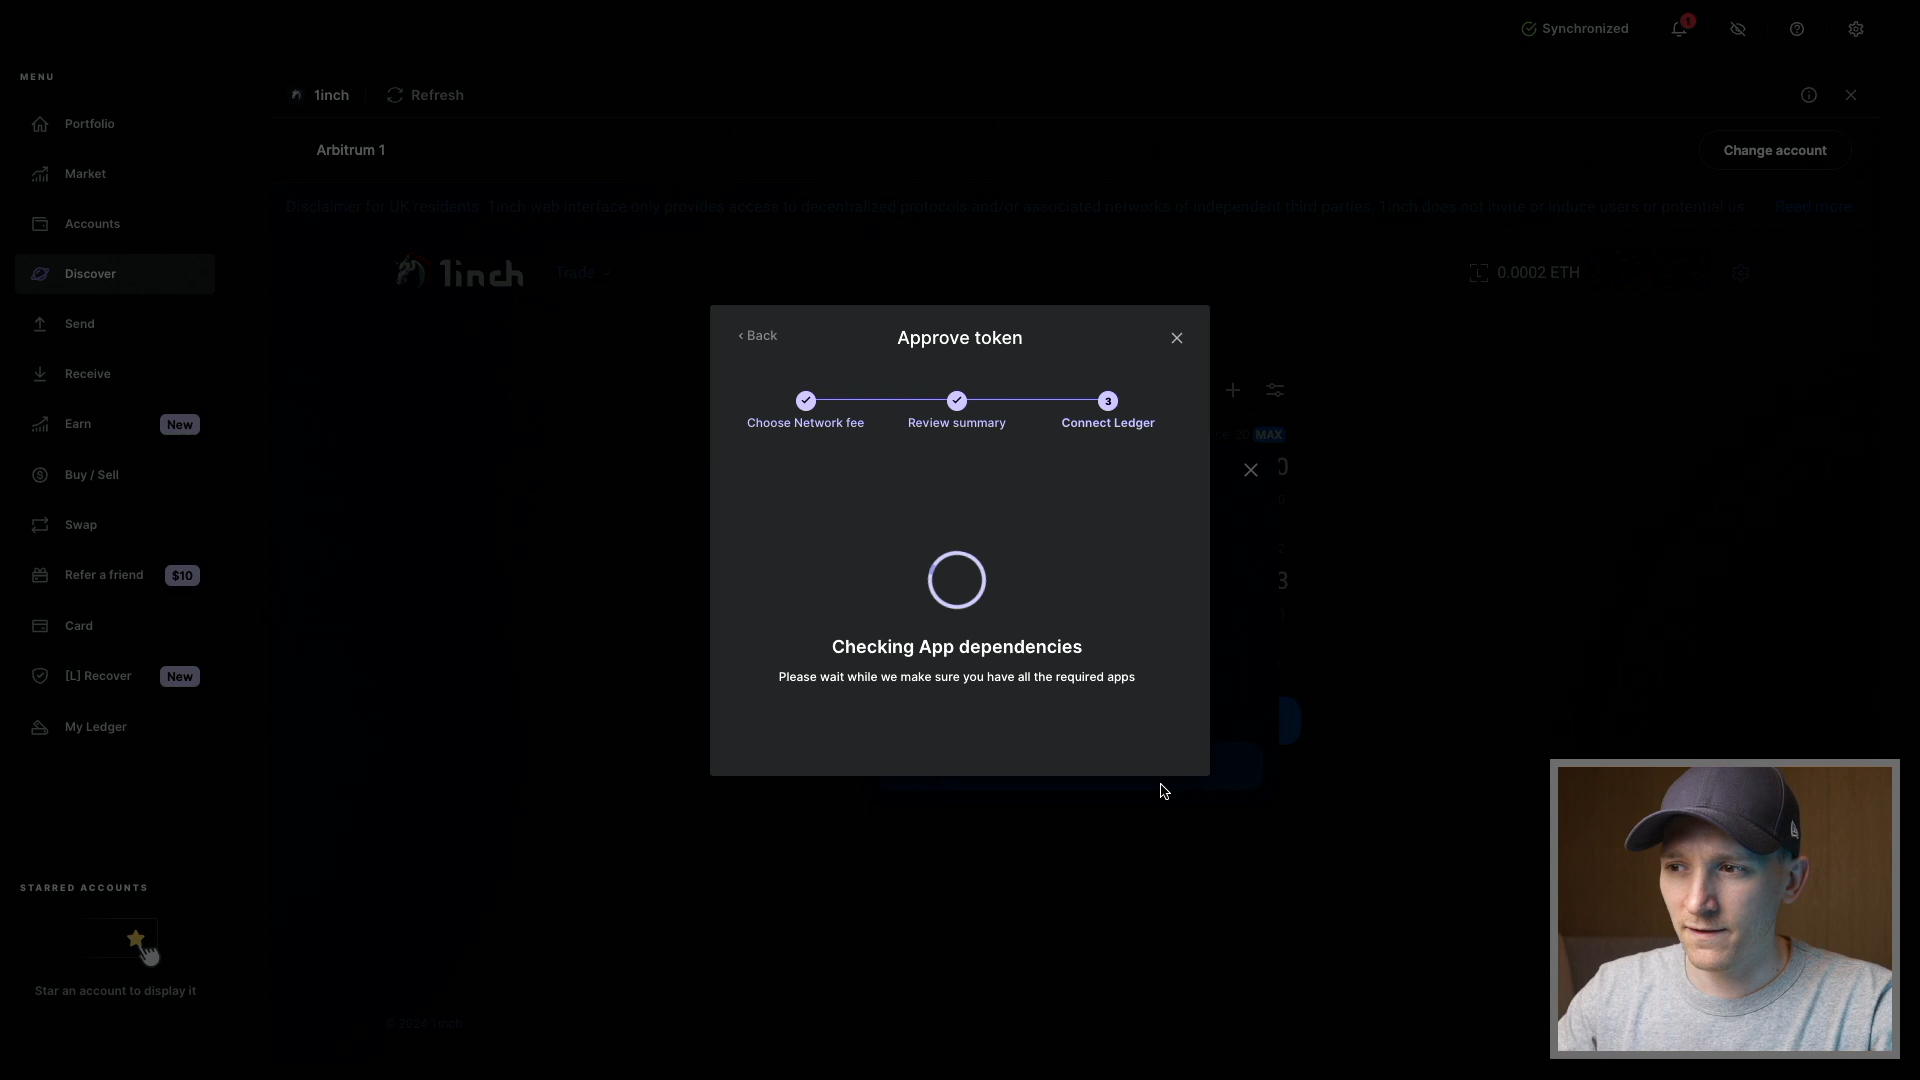 Synchronized
1
MENU
1inch
Refresh
Portfolio
Arbitrum 1
Change account
Market
Disclaimer for UK residents: 1inch web interface only provides access to decentralized protocols and/or associated networks of independent third parties. 1inch does not invite or induce users or potential us
Read more
Accounts
1inch
Trade
0.0002 ETH
Discover
Send
Receive
Earn
New
Buy / Sell
Swap
Refer a friend
$10
Card
[L] Recover
New
My Ledger
Back
Approve token
3
Choose Network fee
Review summary
Connect Ledger
20
MAX
0
3
Checking App dependencies
Please wait while we make sure you have all the required apps
STARRED ACCOUNTS
Star an account to display it
© 2024 1inch